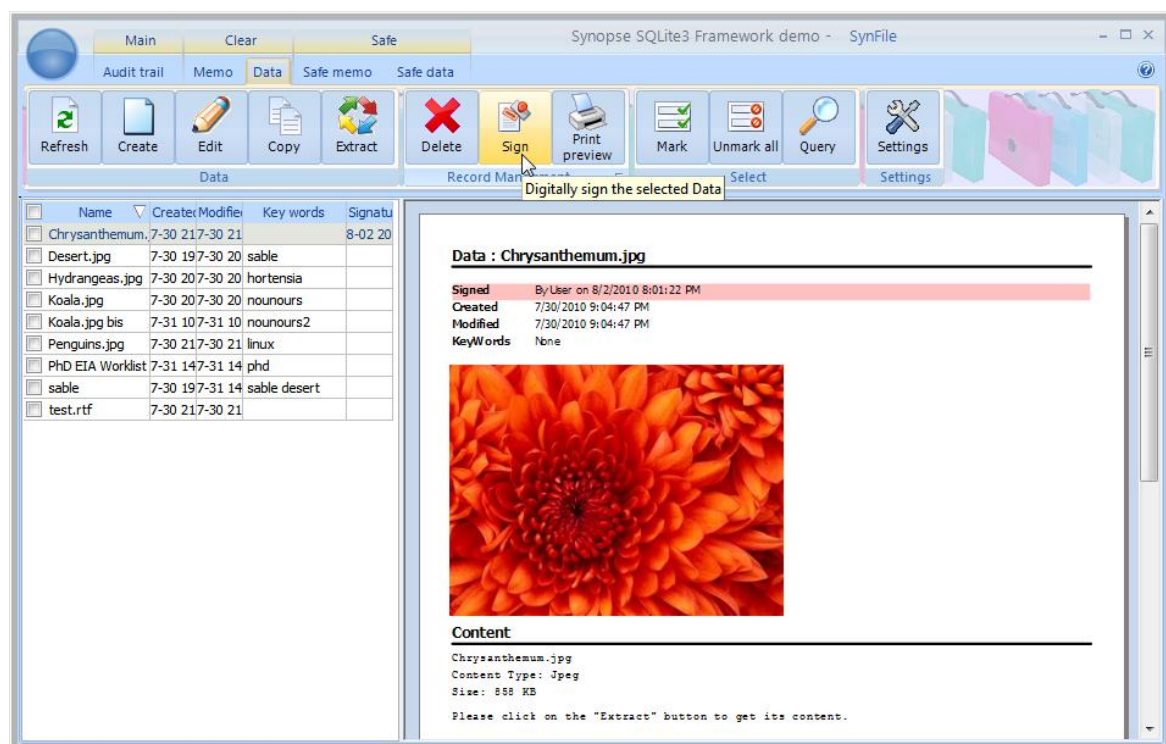 Main Clear Safe Synopse SQLite3 Framework demo - SynFile
Audit trail Memo Data Safe memo Safe data
Refresh Create Edit Copy Extract Delete Sign Print preview Mark Unmark all Query Settings
Data Record Man Select Settings
Digitally sign the selected Data
Name Created Modified Key words Signatu
Chrysanthemum. 7-30 21 7-30 21 8-02 20
Desert.jpg 7-30 19 7-30 20 sable
Hydrangeas.jpg 7-30 20 7-30 20 hortensia
Koala.jpg 7-30 20 7-30 20 nounours
Koala.jpg bis 7-31 10 7-31 10 nounours2
Penguins.jpg 7-30 21 7-30 21 linux
PhD EIA Worklist 7-31 14 7-31 14 phd
sable 7-30 19 7-31 14 sable desert
test.rtf 7-30 21 7-30 21
Data : Chrysanthemum.jpg
Signed By User on 8/2/2010 8:01:22 PM
Created 7/30/2010 9:04:47 PM
Modified 7/30/2010 9:04:47 PM
KeyWords None
Content
Chrysanthemum.jpg
Content Type: Jpeg
Size: 858 KB
Please click on the "Extract" button to get its content.